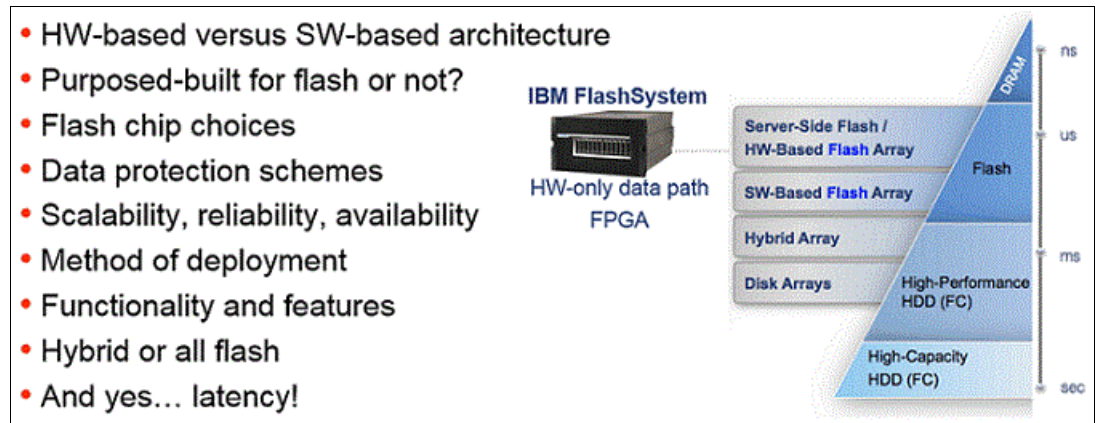 • HW-based versus SW-based architecture
• Purposed-built for flash or not?
• Flash chip choices
• Data protection schemes
• Scalability, reliability, availability
• Method of deployment
• Functionality and features
• Hybrid or all flash
• And yes... latency!
IBM FlashSystem
HW-only data path
FPGA
Server-Side Flash /
HW-Based Flash Array
SW-Based Flash Array
Hybrid Array
Disk Arrays
DRAM
Flash
High-Performance
HDD (FC)
High-Capacity
HDD (FC)
ns
us
ms
sec